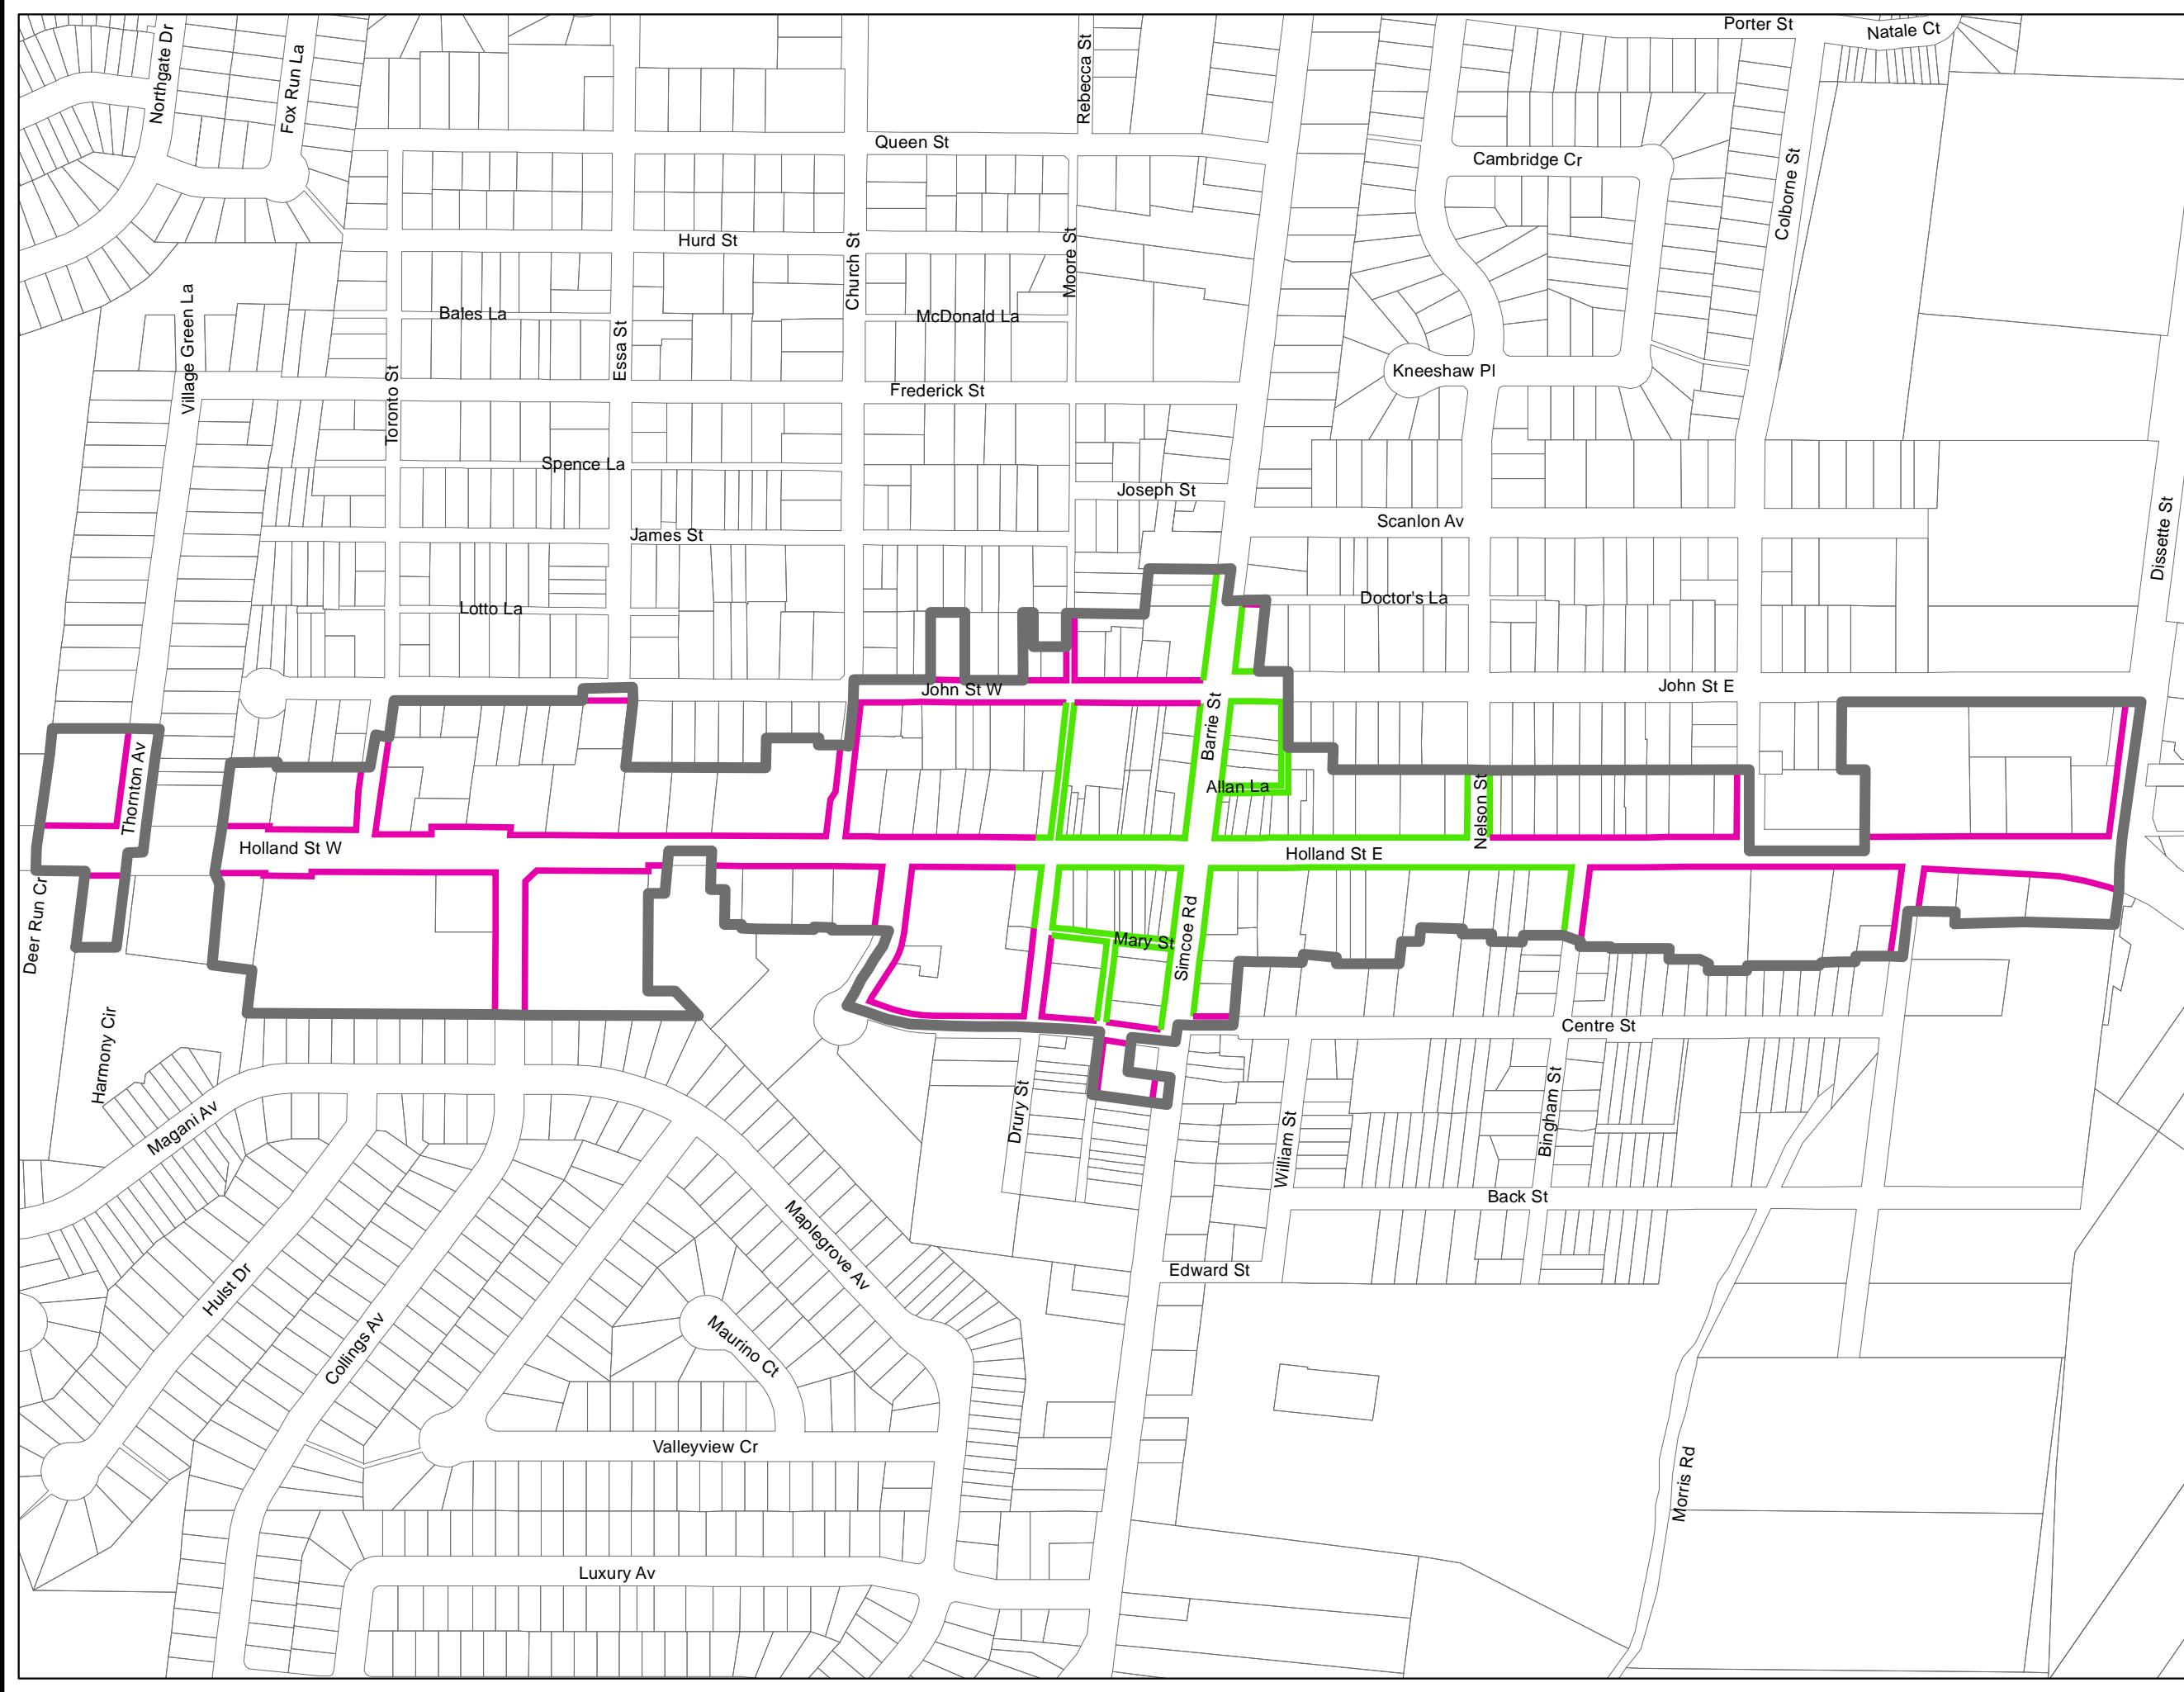 Porter St
Natale Ct
Northgate Dr
Fox Run La
Rebecca St
Queen St
Cambridge Cr
Colborne St
Hurd St
Church St
Moore St
Village Green La
Bales La
McDonald La
Essa St
Toronto St
Frederick St
Kneeshaw Pl
Spence La
Joseph St
Scanlon Av
James St
Dissette St
Lotto La
Doctor's La
John St W
John St E
Barrie St
Thornton Av
Allan La
Nelson St
Holland St W
Holland St E
Deer Run Cr
Mary St
Simcoe Rd
Harmony Cir
Centre St
Magani Av
Drury St
William St
Bingham St
Back St
Maplegrove Av
Edward St
Hulst Dr
Collings Av
Maurino Ct
Valleyview Cr
Morris Rd
Luxury Av